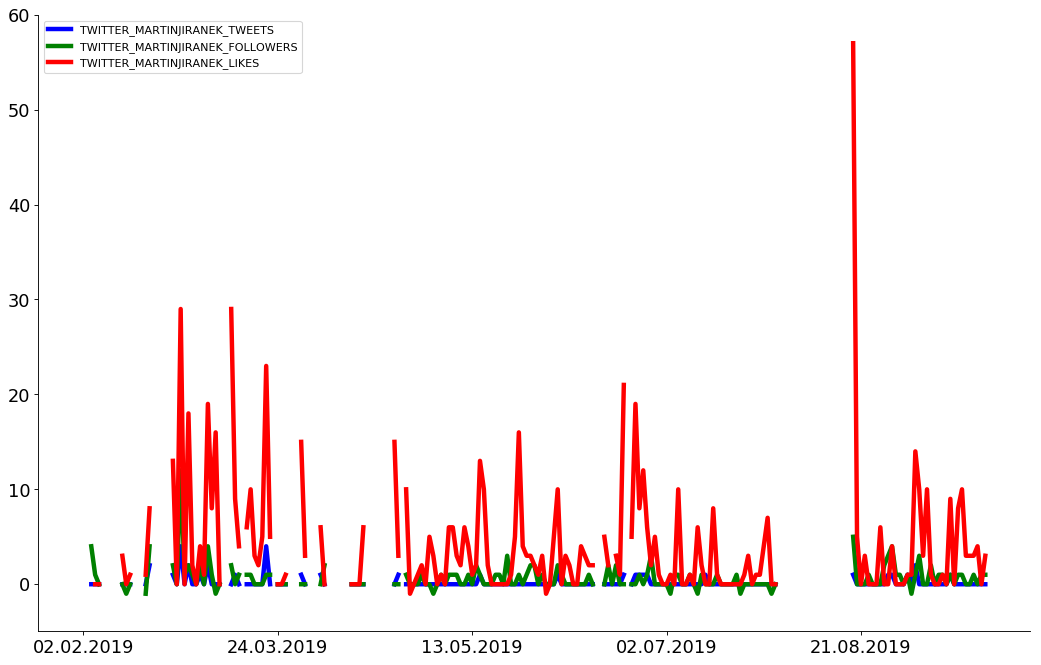 TWITTER_MARTINJIRANEK_TWEETS
TWITTER_MARTINJIRANEK_FOLLOWERS
TWITTER_MARTINJIRANEK_LIKES
60
50
40
30
20
10
0
02.02.2019 24.03.2019 13.05.2019 02.07.2019 21.08.2019